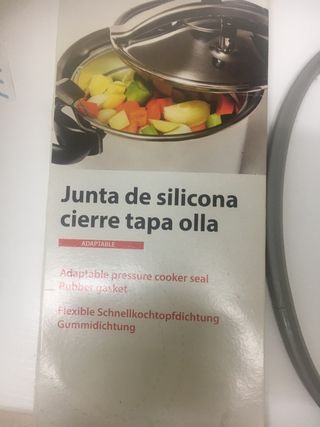 Junta de silicona
cierre tapa olla
ADAPTABLE
Adaptable pressure cooker seal
Rubber gasket
Flexible Schnellkochtopfdichtung
Gummidichtung